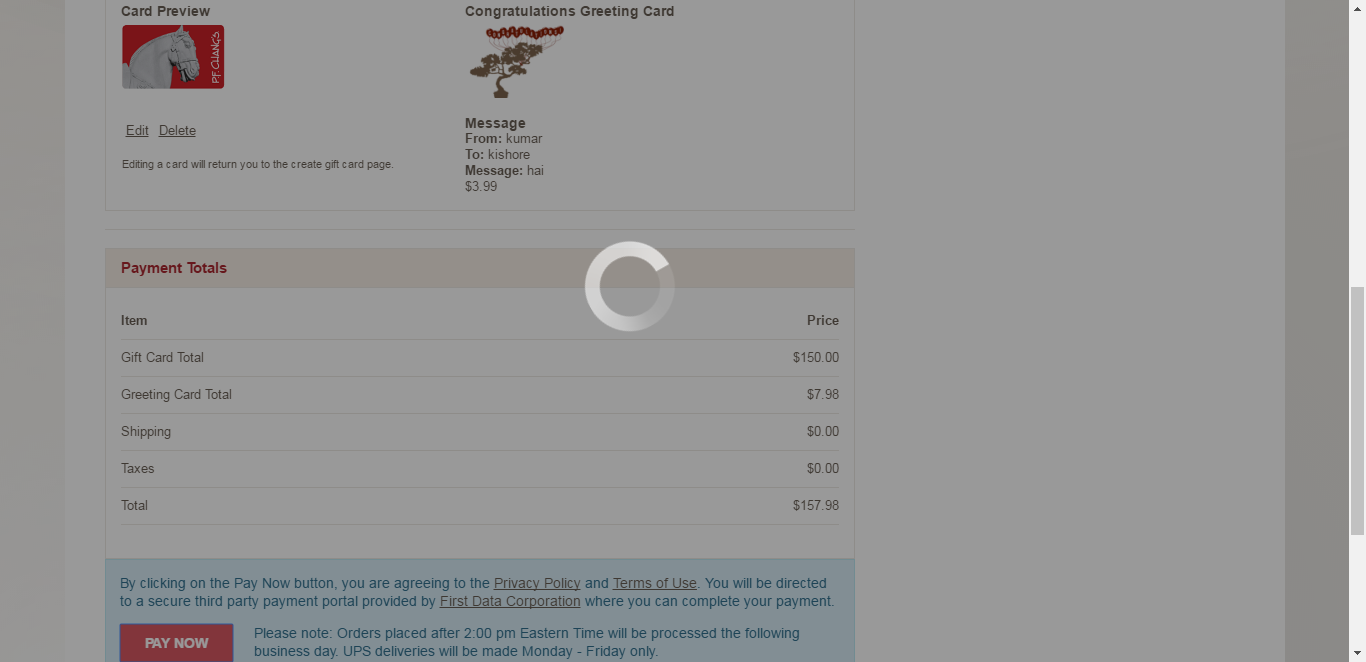 Card Preview
Congratulations Greeting Card
P.F. CHANG'S
Edit Delete
Editing a card will return you to the create gift card page.
Message
From: kumar
To: kishore
Message: hai
$3.99
Payment Totals
Item Price
Gift Card Total $150.00
Greeting Card Total $7.98
Shipping $0.00
Taxes $0.00
Total $157.98
By clicking on the Pay Now button, you are agreeing to the Privacy Policy and Terms of Use. You will be directed
to a secure third party payment portal provided by First Data Corporation where you can complete your payment.
PAY NOW
Please note: Orders placed after 2:00 pm Eastern Time will be processed the following
business day. UPS deliveries will be made Monday - Friday only.